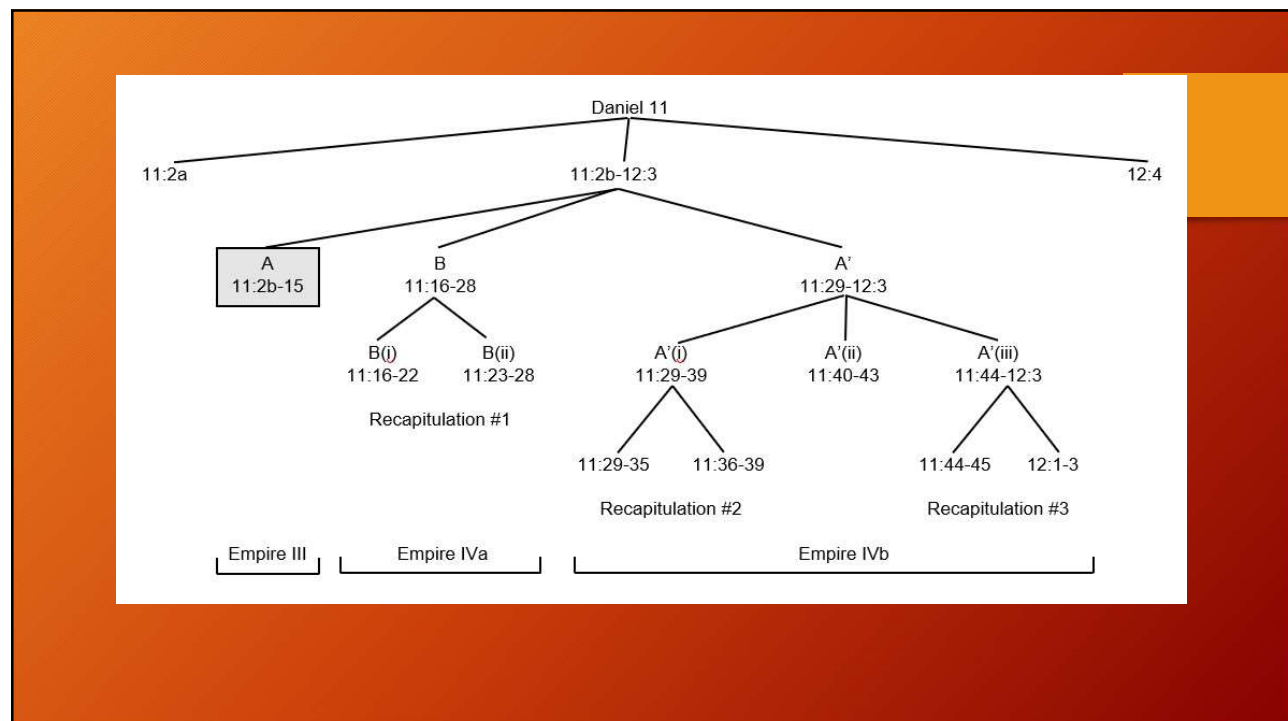 Daniel 11
11:2a
11:2b-12:3
12:4
A
11:2b-15
B
11:16-28
A’
11:29-12:3
B(i)
11:16-22
B(ii)
11:23-28
A’(i)
11:29-39
A’(ii)
11:40-43
A’(iii)
11:44-12:3
Recapitulation #1
11:29-35
11:36-39
11:44-45
12:1-3
Recapitulation #2
Recapitulation #3
Empire III
Empire IVa
Empire IVb